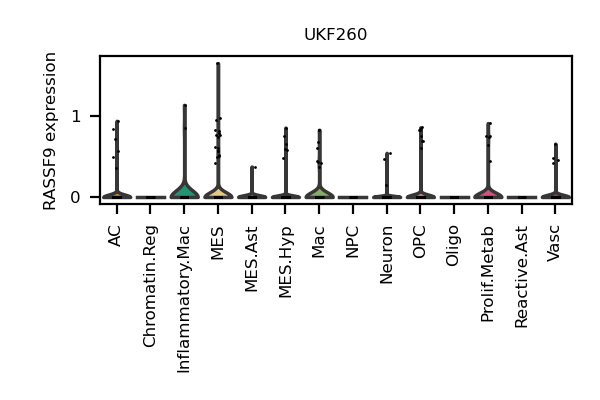 UKF260
RASSF9 expression
1
0
AC
Chromatin.Reg
Inflammatory.Mac
MES
MES.Ast
MES.Hyp
Mac
NPC
Neuron
OPC
Oligo
Prolif.Metab
Reactive.Ast
Vasc